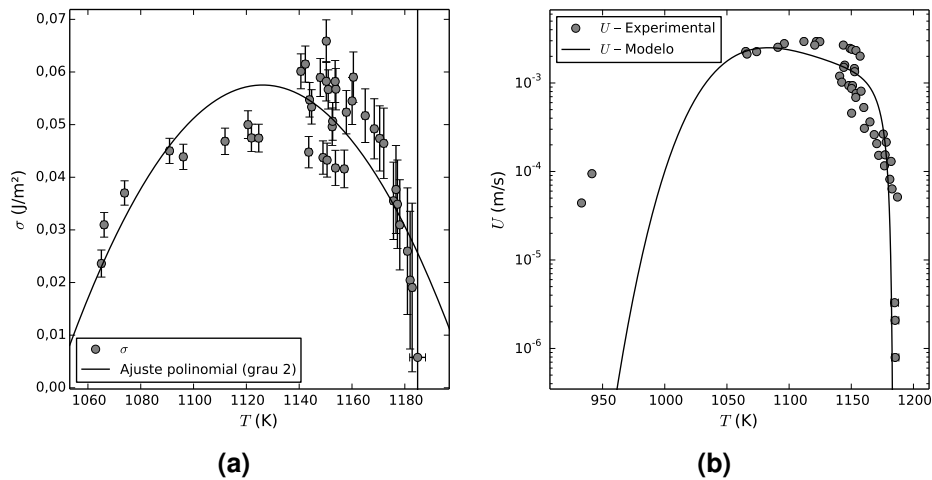 0,07
0,06
0,05
0,04
0,03
0,02
0,01
0,00
σ (J/m²)
σ
Ajuste polinomial (grau 2)
1060 1080 1100 1120 1140 1160 1180
T (K)
(a)
U – Experimental
U – Modelo
10⁻³
10⁻⁴
10⁻⁵
10⁻⁶
U (m/s)
950 1000 1050 1100 1150 1200
T (K)
(b)